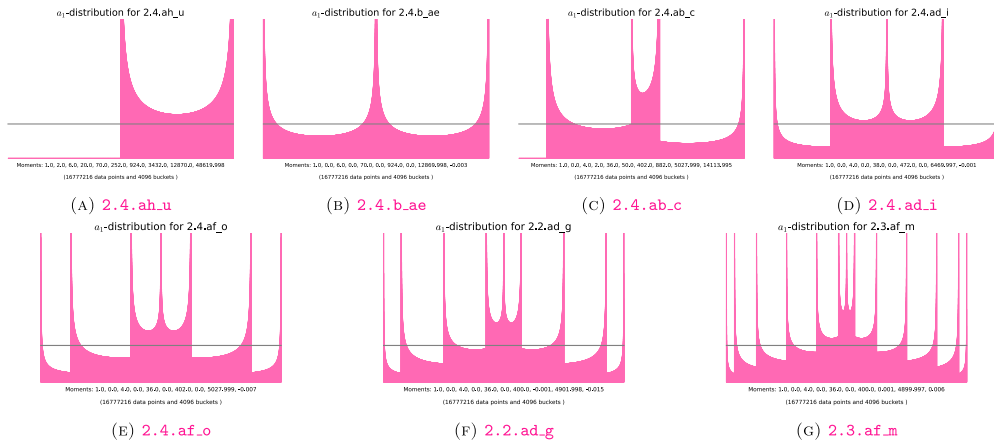 a₁-distribution for 2.4.ah_u
a₁-distribution for 2.4.b_ae
a₁-distribution for 2.4.ab_c
a₁-distribution for 2.4.ad_i
Moments: 1.0, 2.0, 6.0, 20.0, 70.0, 252.0, 924.0, 3432.0, 12870.0, 48619.998
Moments: 1.0, 0.0, 6.0, 0.0, 70.0, 0.0, 924.0, 0.0, 12869.998, -0.003
Moments: 1.0, 0.0, 4.0, 2.0, 36.0, 50.0, 402.0, 882.0, 5027.999, 14113.995
Moments: 1.0, 0.0, 4.0, 0.0, 38.0, 0.0, 472.0, 0.0, 6469.997, -0.001
(16777216 data points and 4096 buckets )
(16777216 data points and 4096 buckets )
(16777216 data points and 4096 buckets )
(16777216 data points and 4096 buckets )
(A) 2.4.ah_u
(B) 2.4.b_ae
(C) 2.4.ab_c
(D) 2.4.ad_i
a₁-distribution for 2.4.af_o
a₁-distribution for 2.2.ad_g
a₁-distribution for 2.3.af_m
Moments: 1.0, 0.0, 4.0, 0.0, 36.0, 0.0, 402.0, 0.0, 5027.999, -0.007
Moments: 1.0, 0.0, 4.0, 0.0, 36.0, 0.0, 400.0, -0.001, 4901.998, -0.015
Moments: 1.0, 0.0, 4.0, 0.0, 36.0, 0.0, 400.0, 0.001, 4899.997, 0.006
(16777216 data points and 4096 buckets )
(16777216 data points and 4096 buckets )
(16777216 data points and 4096 buckets )
(E) 2.4.af_o
(F) 2.2.ad_g
(G) 2.3.af_m